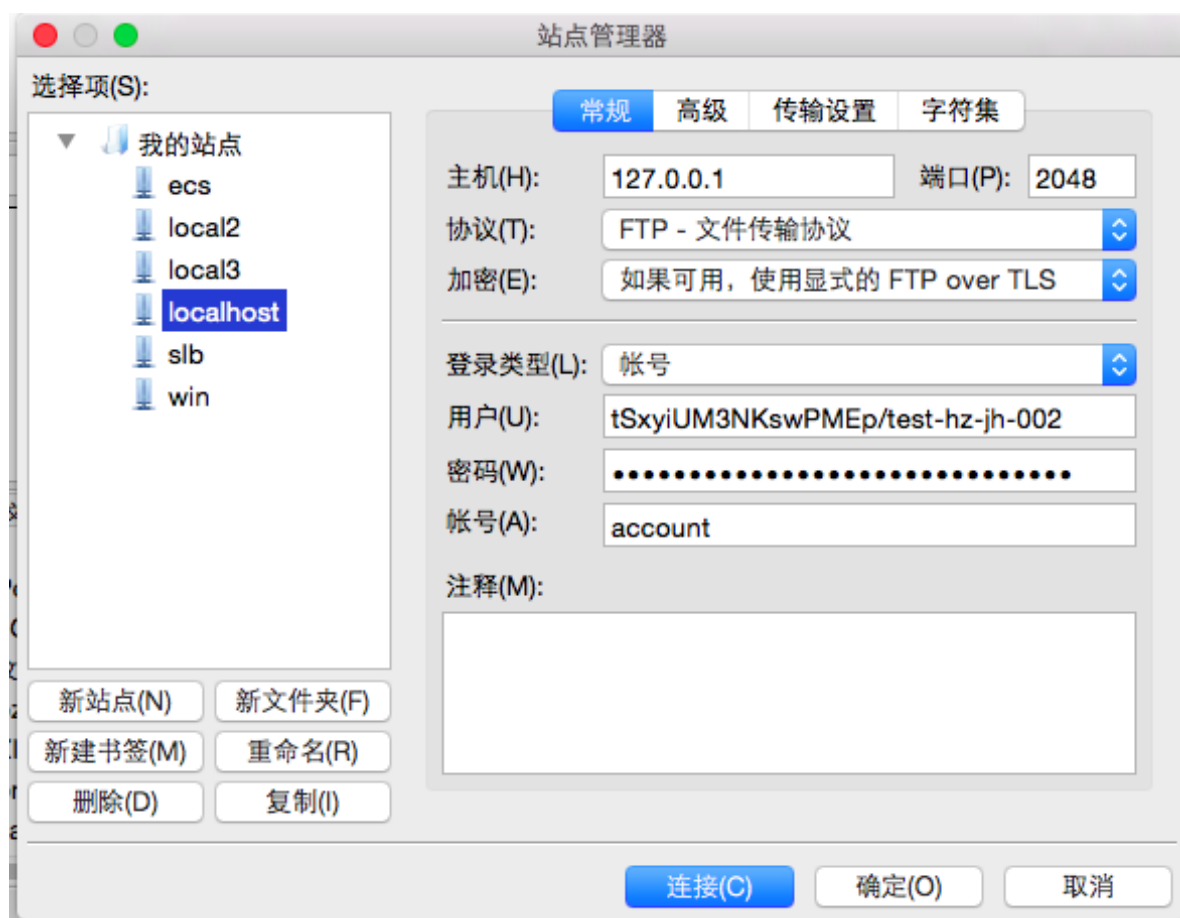 站点管理器
选择项(S):
我的站点
ecs
local2
local3
localhost
slb
win
新站点(N) 新文件夹(F)
新建书签(M) 重命名(R)
删除(D) 复制(I)
常规 高级 传输设置 字符集
主机(H): 127.0.0.1 端口(P): 2048
协议(T): FTP - 文件传输协议
加密(E): 如果可用，使用显式的 FTP over TLS
登录类型(L): 帐号
用户(U): tSxyiUM3NKswPMEp/test-hz-jh-002
密码(W): •••••••••••••••••••••••••••••••
帐号(A): account
注释(M):
连接(C) 确定(O) 取消